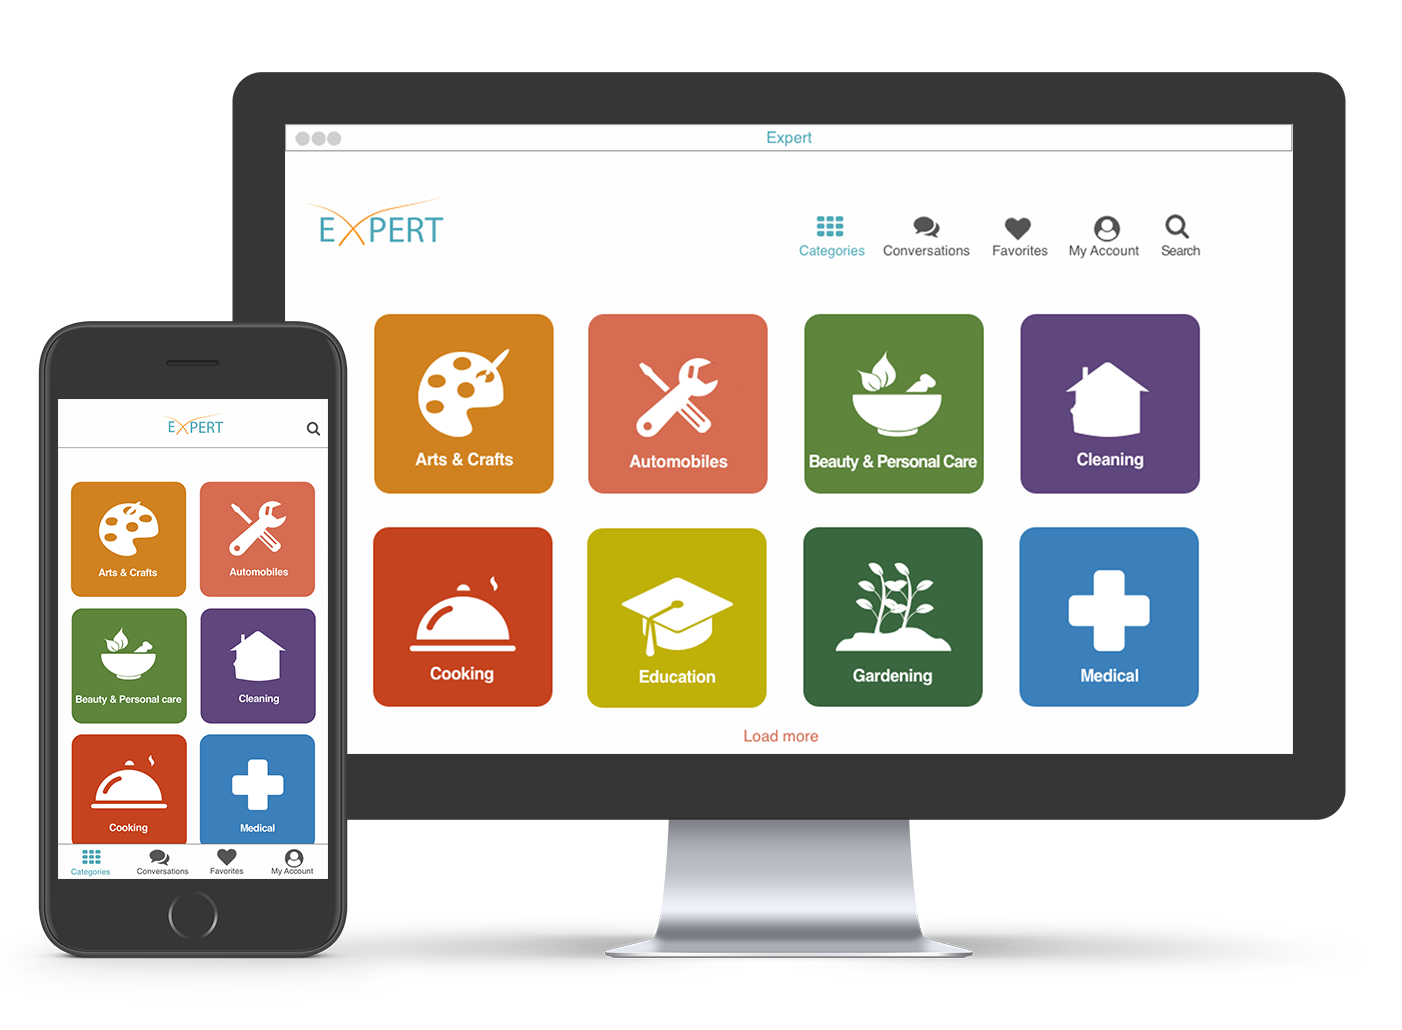 Expert
EXPERT
Categories Conversations Favorites My Account Search
Arts & Crafts Automobiles Beauty & Personal Care Cleaning
Cooking Education Gardening Medical
Load more
EXPERT
Arts & Crafts Automobiles
Beauty & Personal care Cleaning
Cooking Medical
Categories Conversations Favorites My Account